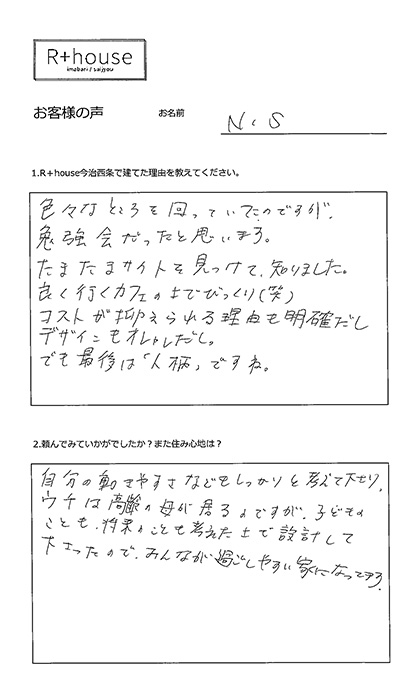 R+house
imabari / saijyou
お客様の声
お名前
N.S
1.R+house今治西条で建てた理由を教えてください。
色々なところを回っていたのですが、
勉強会だったと思います。
たまたまサイトを見つけて、知りました。
良く行くカフェの上でびっくり(笑)
コストが抑えられる理由も明確だし
デザインもオシャレだし。
でも最後は「人柄」ですね。
2.頼んでみていかがでしたか？また住み心地は？
自分の動きやすさなどもしっかりと考えて下さり、
ウチは高齢の母が居るのですが、子どもの
ことも、将来のことも考えた上で設計して
下さったので、みんなが過ごしやすい家になってます。